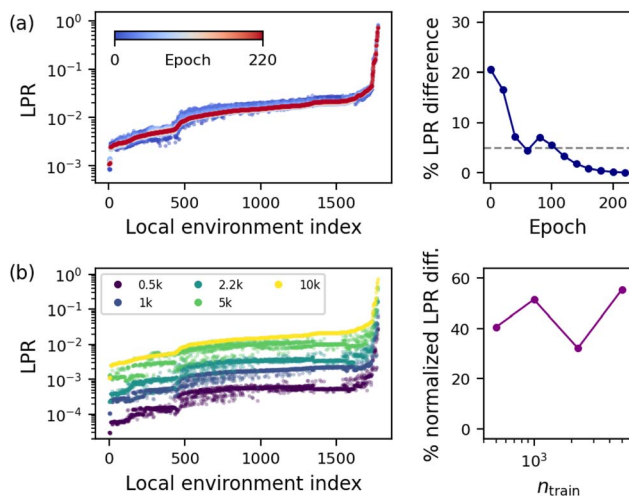 (a)
LPR
10⁰
10⁻¹
10⁻²
10⁻³
0
Epoch
220
0
500
1000
1500
Local environment index
% LPR difference
30
20
10
0
0
100
200
Epoch
(b)
LPR
10⁰
10⁻¹
10⁻²
10⁻³
10⁻⁴
0.5k
2.2k
10k
1k
5k
0
500
1000
1500
Local environment index
% normalized LPR diff.
60
40
20
0
10³
n_train